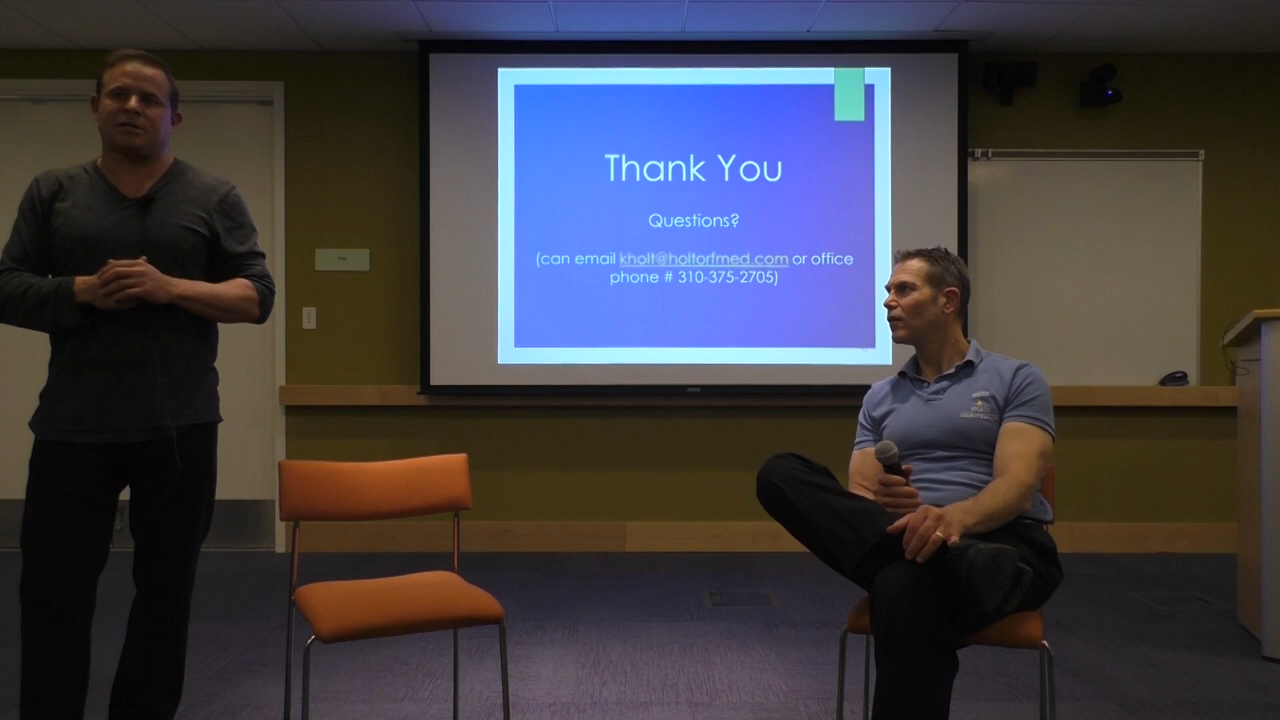 Thank You
Questions?
(can email kholt@holtorfmed.com or office
phone # 310-375-2705)